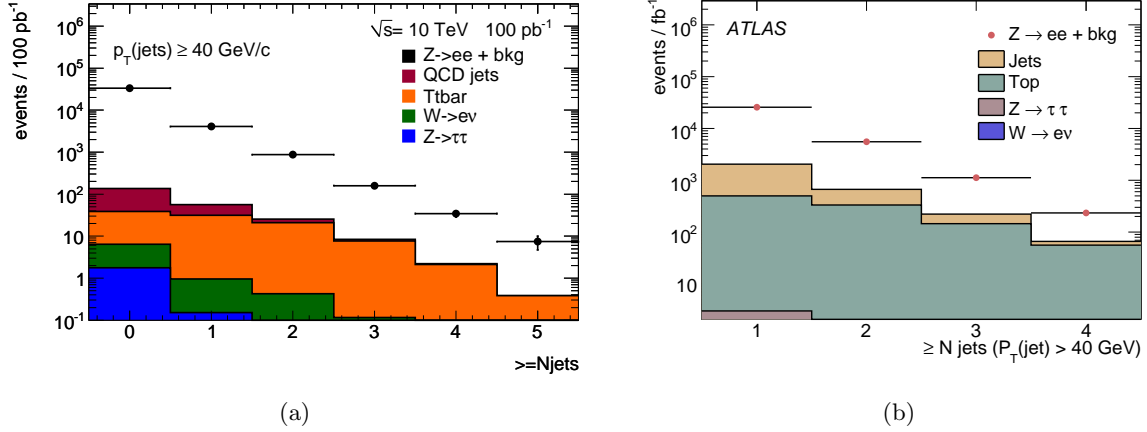 events / 100 pb⁻¹
10⁶
10⁵
10⁴
10³
10²
10
1
10⁻¹
p_T(jets) ≥ 40 GeV/c
√s= 10 TeV 100 pb⁻¹
Z->ee + bkg
QCD jets
Ttbar
W->eν
Z->ττ
0 1 2 3 4 5
>=Njets
(a)
events / fb⁻¹
10⁶
10⁵
10⁴
10³
10²
10
ATLAS
Z → ee + bkg
Jets
Top
Z → τ τ
W → eν
1 2 3 4
≥ N jets (P_T(jet) > 40 GeV)
(b)